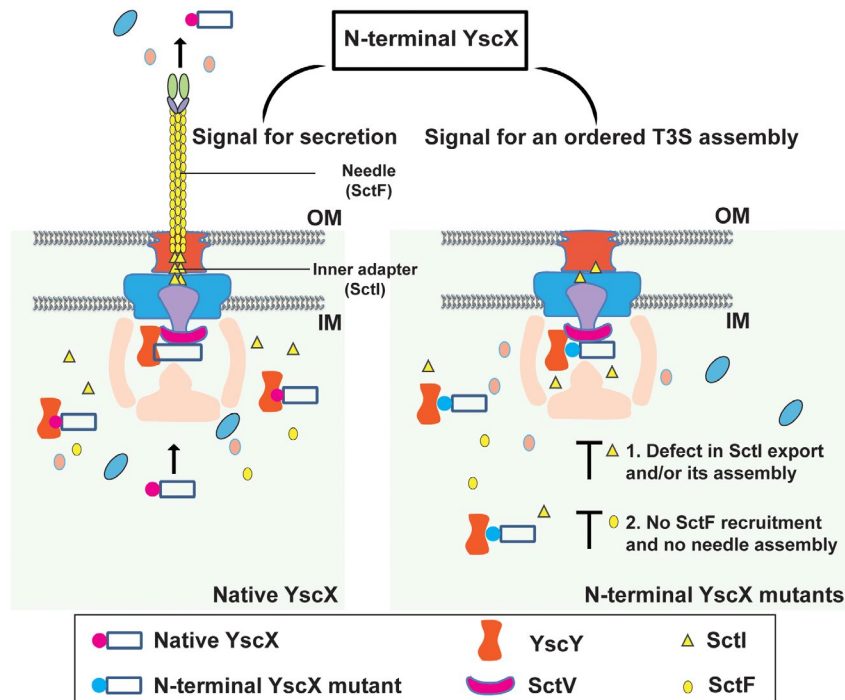 N-terminal YscX
Signal for secretion
Signal for an ordered T3S assembly
Needle
(SctF)
OM
OM
Inner adapter
(SctI)
IM
IM
1. Defect in SctI export
and/or its assembly
2. No SctF recruitment
and no needle assembly
Native YscX
N-terminal YscX mutants
Native YscX
YscY
SctI
N-terminal YscX mutant
SctV
SctF